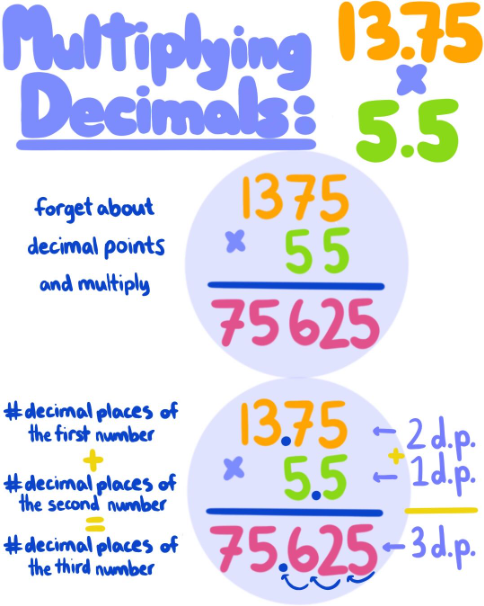 Multiplying
Decimals:
13.75
×
5.5
forget about
decimal points
and multiply
1375
× 55
75625
# decimal places of
the first number
+
# decimal places of
the second number
=
# decimal places of
the third number
13.75 ← 2 d.p.
+
× 5.5 ← 1 d.p.
75.625 ← 3 d.p.